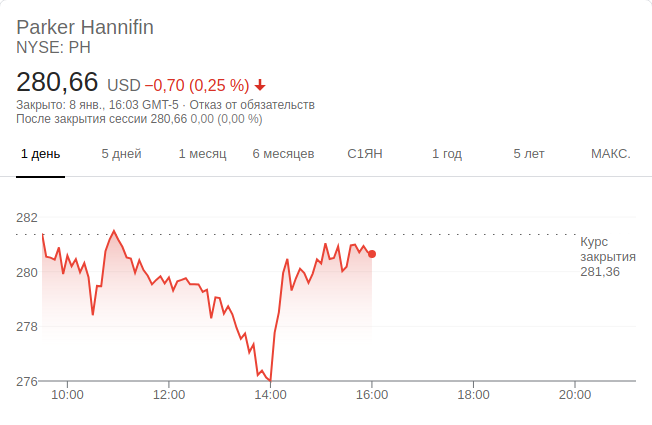 Parker Hannifin
NYSE: PH
280,66 USD −0,70 (0,25 %)
Закрыто: 8 янв., 16:03 GMT-5 · Отказ от обязательств
После закрытия сессии 280,66 0,00 (0,00 %)
1 день 5 дней 1 месяц 6 месяцев С1ЯН 1 год 5 лет МАКС.
282
Курс
закрытия
281,36
280
278
276
10:00 12:00 14:00 16:00 18:00 20:00